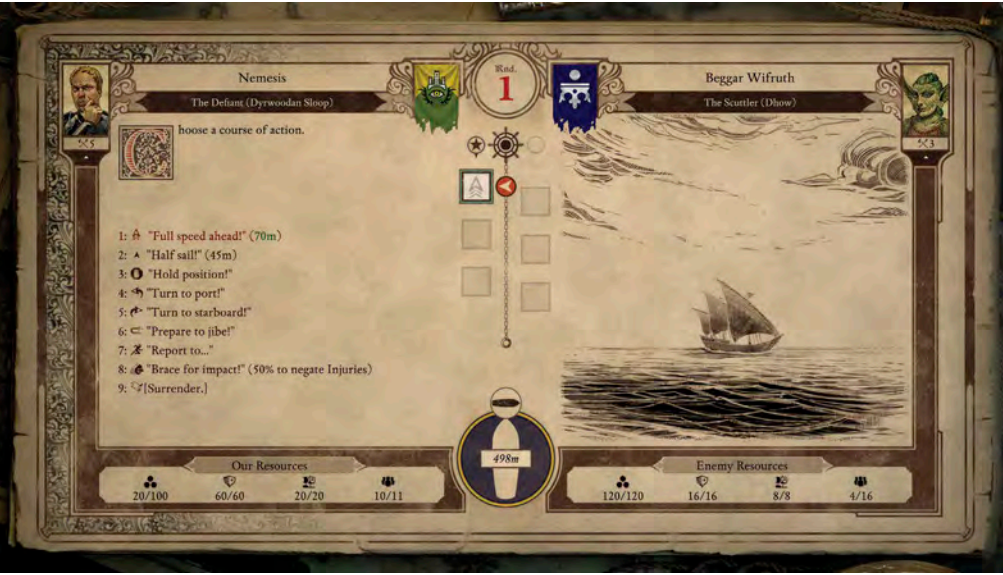 Nemesis
The Defiant (Dyrwoodan Sloop)
5
Rnd.
1
Beggar Wifruth
The Scuttler (Dhow)
3
Choose a course of action.
1: "Full speed ahead!" (70m)
2: "Half sail!" (45m)
3: "Hold position!"
4: "Turn to port!"
5: "Turn to starboard!"
6: "Prepare to jibe!"
7: "Report to..."
8: "Brace for impact!" (50% to negate Injuries)
9: [Surrender.]
498m
Our Resources
20/100 60/60 20/20 10/11
Enemy Resources
120/120 16/16 8/8 4/16